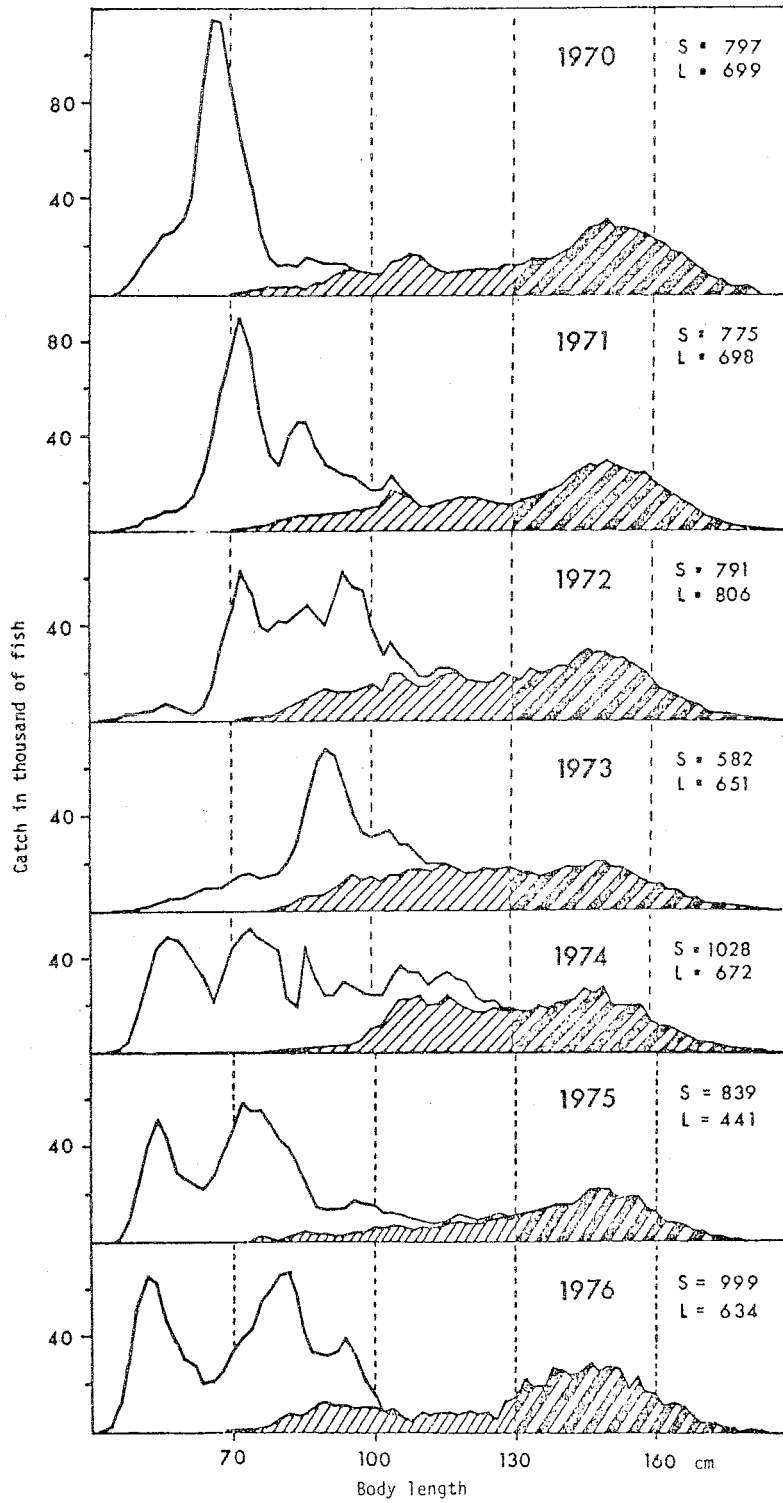 80
40
1970
S = 797
L = 699
80
40
1971
S = 775
L = 698
40
1972
S = 791
L = 806
40
1973
S = 582
L = 651
40
1974
S = 1028
L = 672
40
1975
S = 839
L = 441
40
1976
S = 999
L = 634
Catch in thousand of fish
70 100 130 160 cm
Body length